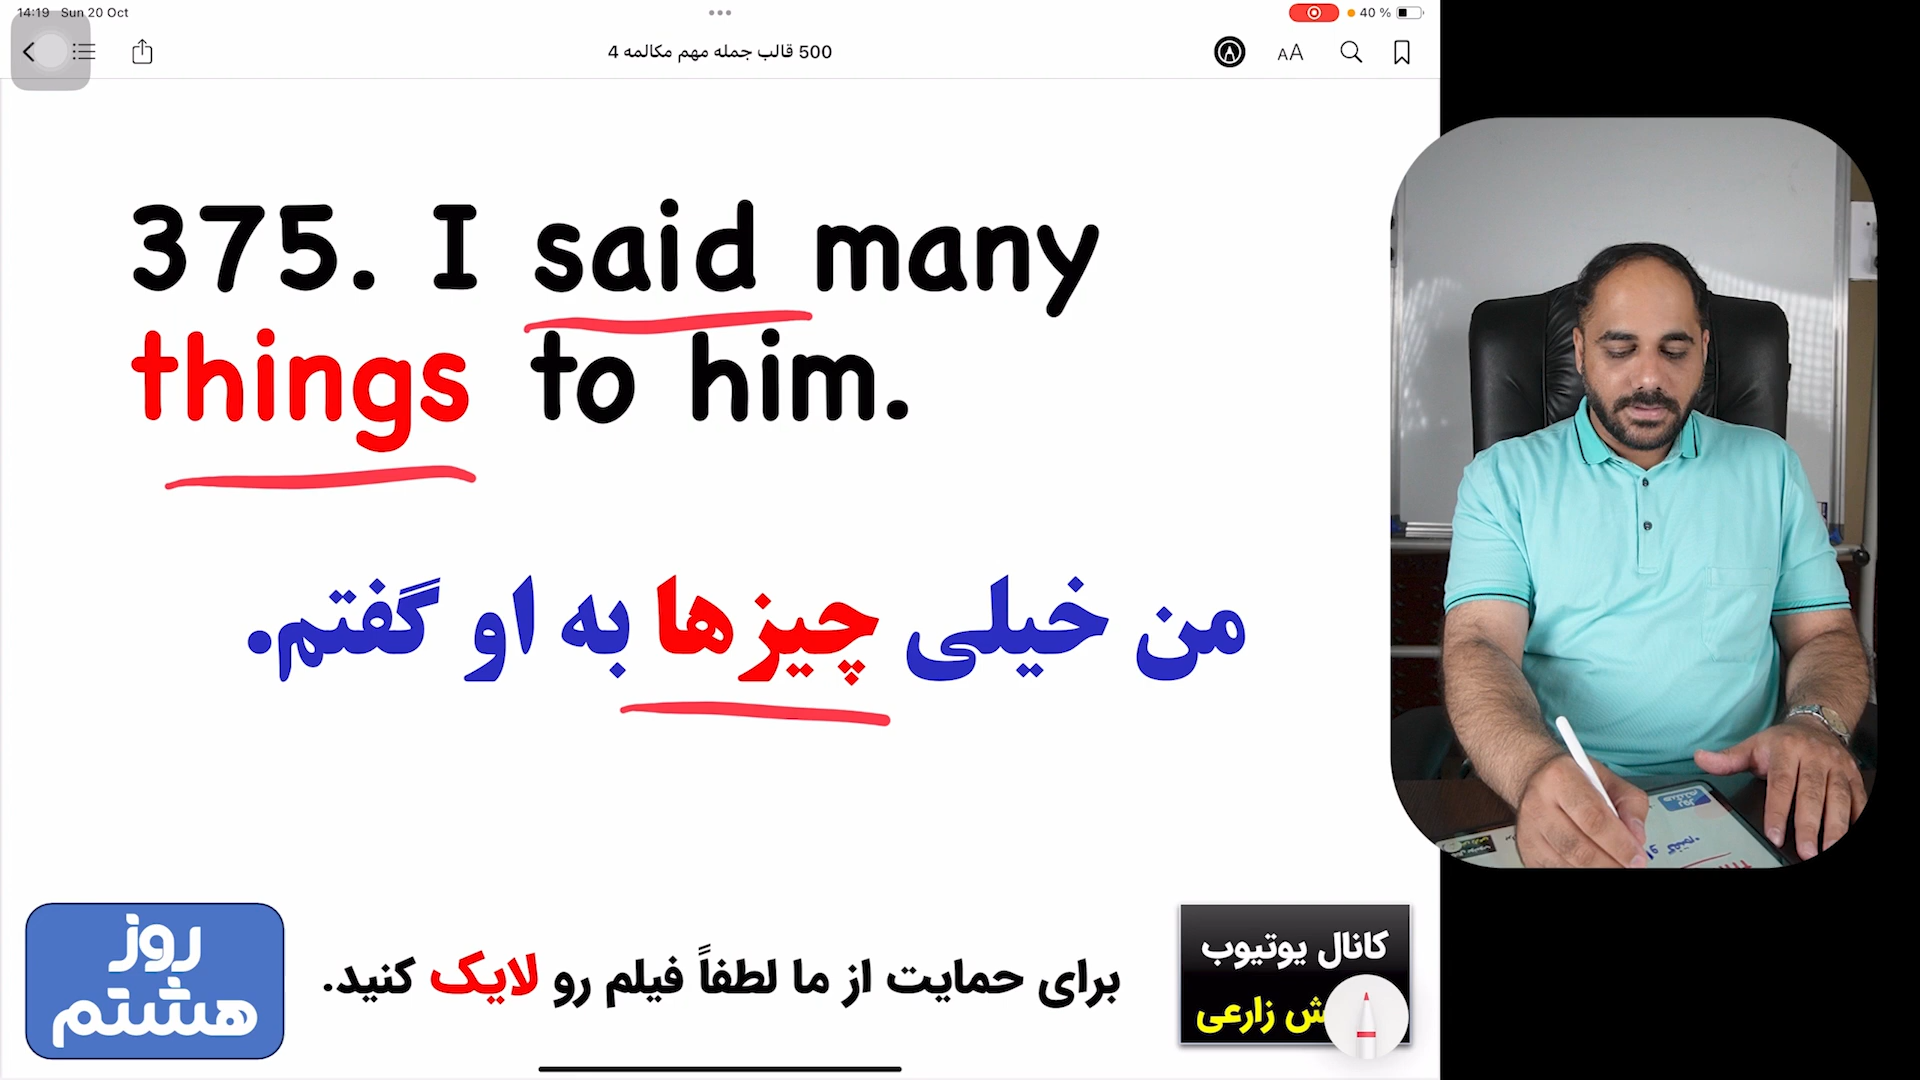 14:19 Sun 20 Oct
40 %
500 قالب جمله مهم مکالمه 4
AA
375. I said many
things to him.
من خیلی چیزها به او گفتم.
روز
هشتم
برای حمایت از ما لطفاً فیلم رو لایک کنید.
کانال یوتیوب
زارعی